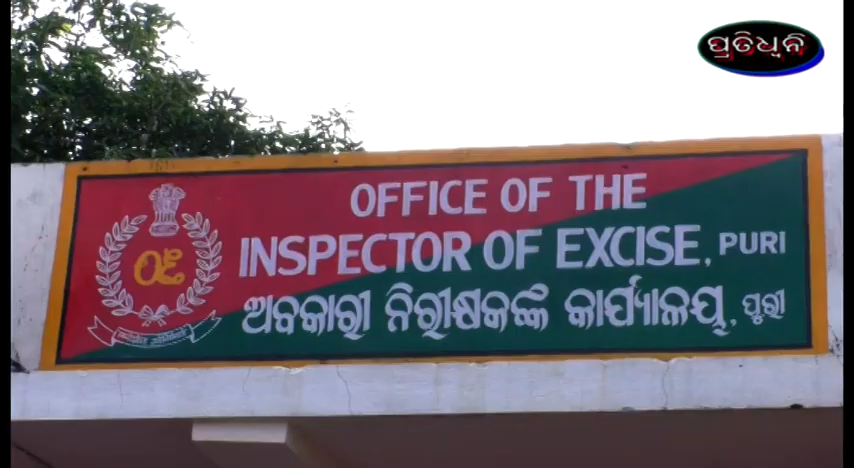 ପ୍ରତିଧ୍ୱନି
OFFICE OF THE
INSPECTOR OF EXCISE, PURI
ଅବକାରୀ ନିରୀକ୍ଷକଙ୍କ କାର୍ଯ୍ୟାଳୟ, ପୁରୀ